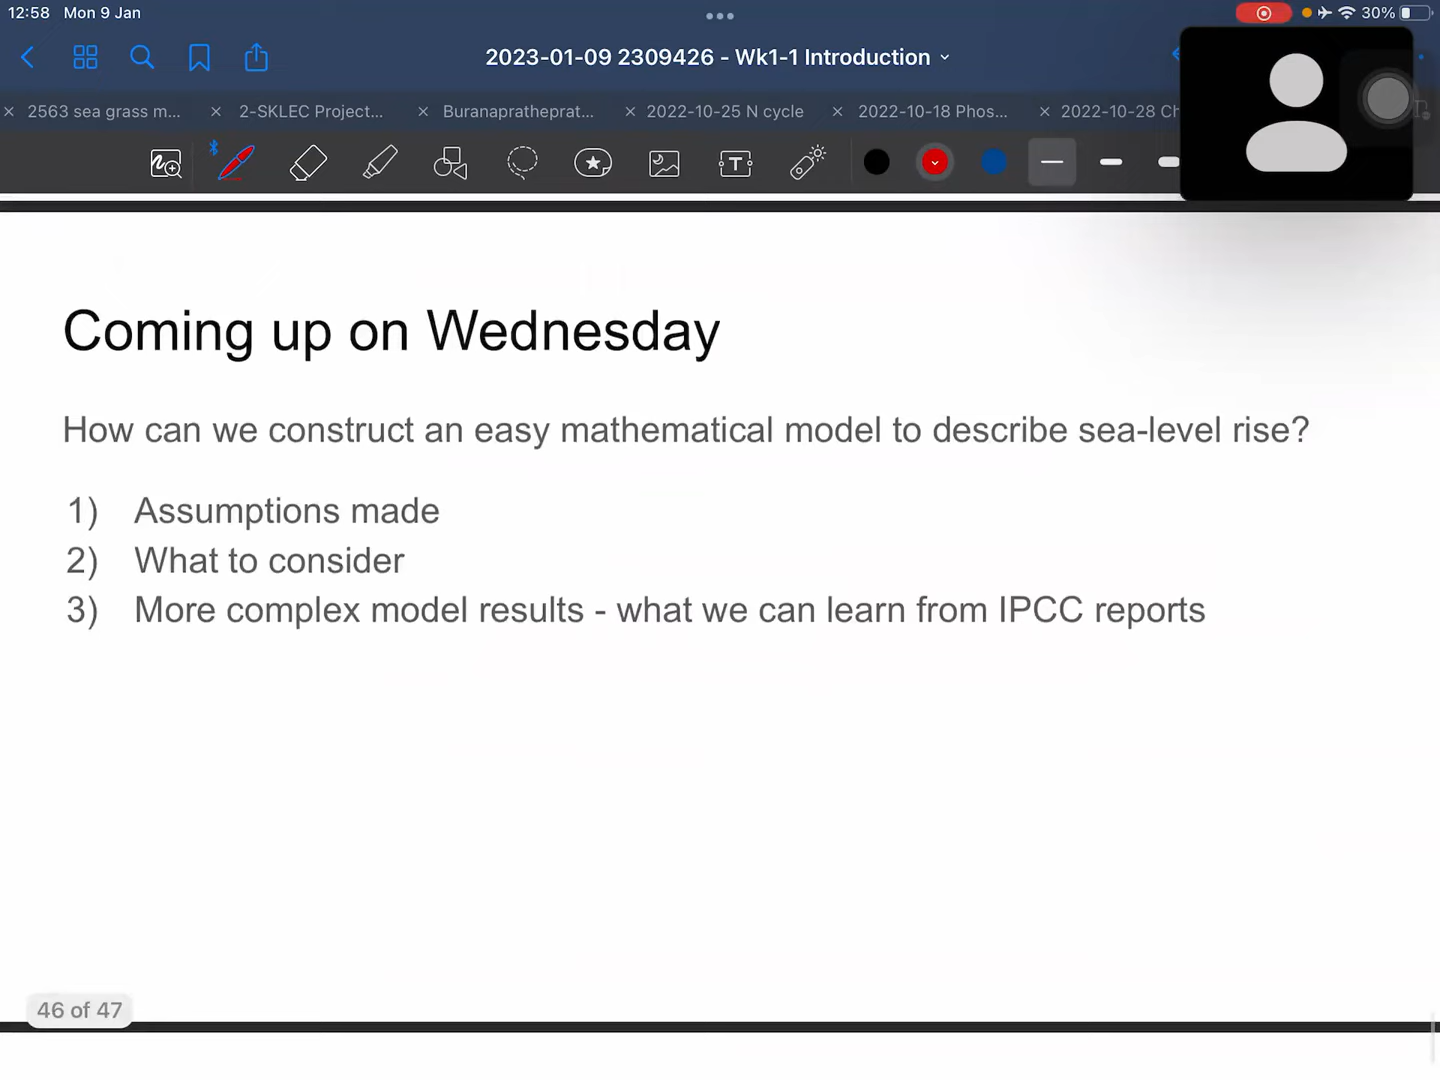 12:58 Mon 9 Jan
30%
2023-01-09 2309426 - Wk1-1 Introduction
2563 sea grass m...
2-SKLEC Project...
Buranapratheprat...
2022-10-25 N cycle
2022-10-18 Phos...
2022-10-28 Ch
Coming up on Wednesday
How can we construct an easy mathematical model to describe sea-level rise?
1) Assumptions made
2) What to consider
3) More complex model results - what we can learn from IPCC reports
46 of 47